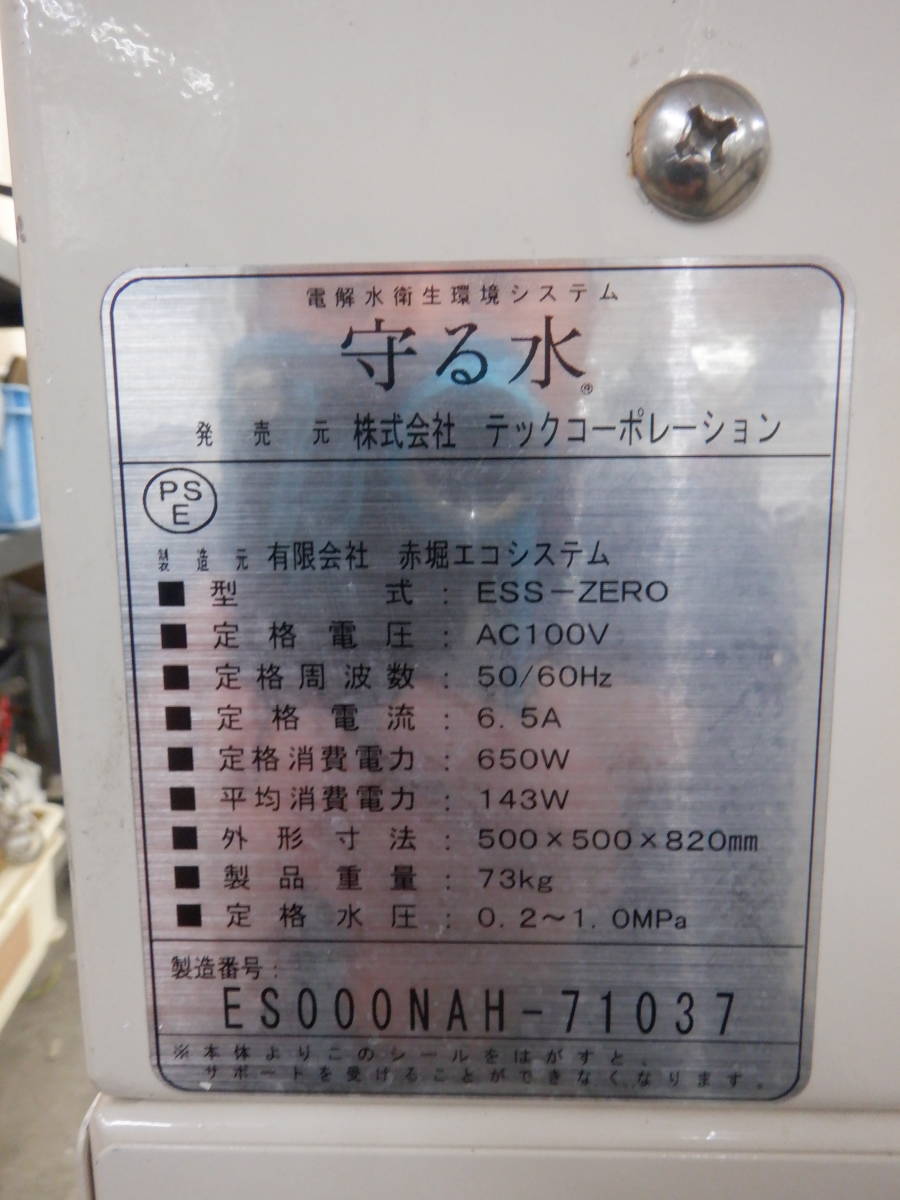 電解水衛生環境システム
守る水®
発売元 株式会社 テックコーポレーション
PS
E
製造元 有限会社 赤堀エコシステム
■ 型式 : ESS-ZERO
■ 定格電圧 : AC100V
■ 定格周波数 : 50/60Hz
■ 定格電流 : 6.5A
■ 定格消費電力 : 650W
■ 平均消費電力 : 143W
■ 外形寸法 : 500×500×820mm
■ 製品重量 : 73kg
■ 定格水圧 : 0.2～1.0MPa
製造番号:
ES000NAH-71037
※本体よりこのシールをはがすと、
サポートを受けることができなくなります。